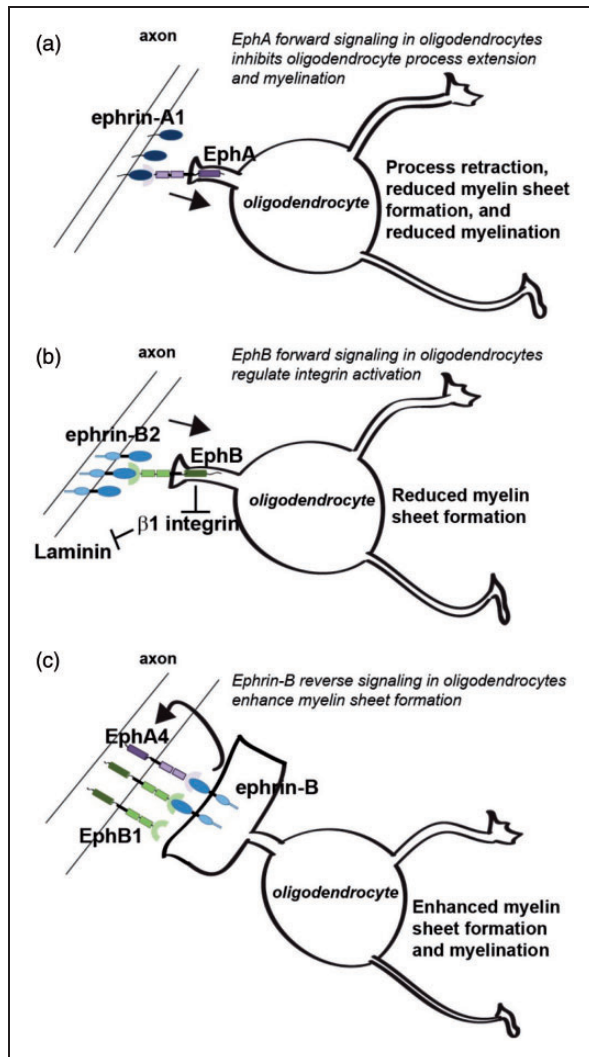 (a)
axon
EphA forward signaling in oligodendrocytes
inhibits oligodendrocyte process extension
and myelination
ephrin-A1
EphA
oligodendrocyte
Process retraction,
reduced myelin sheet
formation, and
reduced myelination
(b)
axon
EphB forward signaling in oligodendrocytes
regulate integrin activation
ephrin-B2
EphB
oligodendrocyte
Reduced myelin
sheet formation
β1 integrin
Laminin
(c)
axon
Ephrin-B reverse signaling in oligodendrocytes
enhance myelin sheet formation
EphA4
ephrin-B
EphB1
oligodendrocyte
Enhanced myelin
sheet formation
and myelination